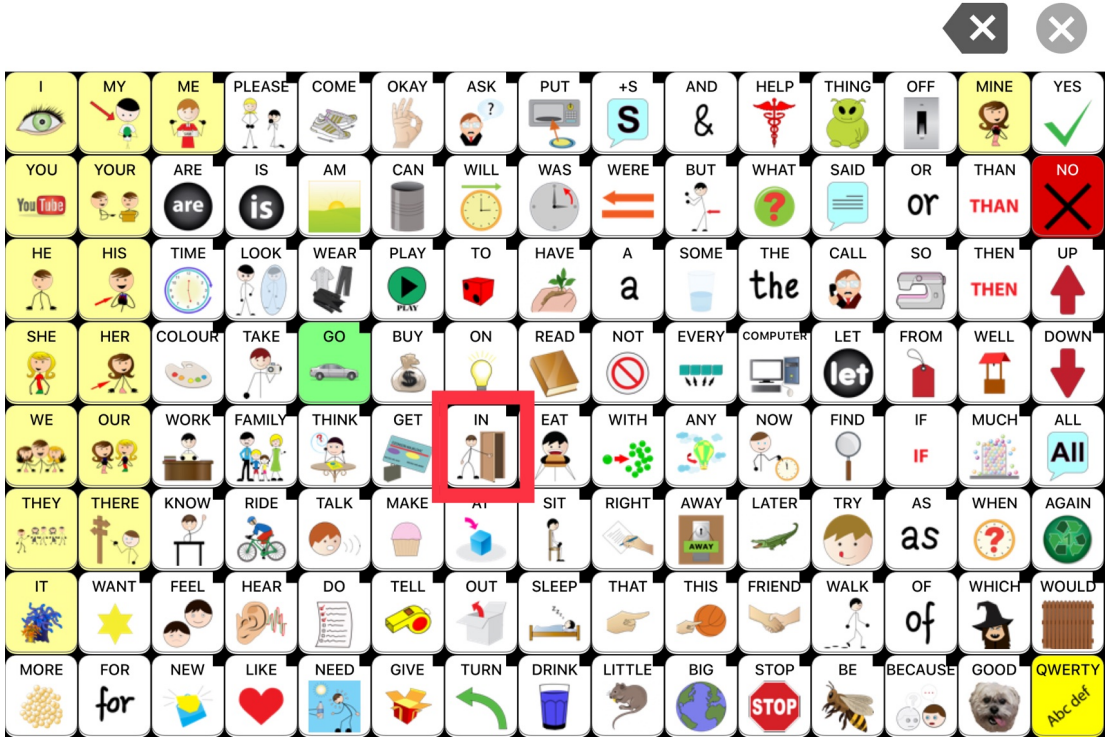 I MY ME PLEASE COME OKAY ASK PUT +S AND HELP THING OFF MINE YES
? S &
YOU YOUR ARE IS AM CAN WILL WAS WERE BUT WHAT SAID OR THAN NO
YouTube are is ? or THAN
HE HIS TIME LOOK WEAR PLAY TO HAVE A SOME THE CALL SO THEN UP
PLAY a the THEN
SHE HER COLOUR TAKE GO BUY ON READ NOT EVERY COMPUTER LET FROM WELL DOWN
$ let
WE OUR WORK FAMILY THINK GET IN EAT WITH ANY NOW FIND IF MUCH ALL
? IF All
THEY THERE KNOW RIDE TALK MAKE AT SIT RIGHT AWAY LATER TRY AS WHEN AGAIN
AWAY as ? 1
IT WANT FEEL HEAR DO TELL OUT SLEEP THAT THIS FRIEND WALK OF WHICH WOULD
zzz of
MORE FOR NEW LIKE NEED GIVE TURN DRINK LITTLE BIG STOP BE BECAUSE GOOD QWERTY
for STOP Abc def